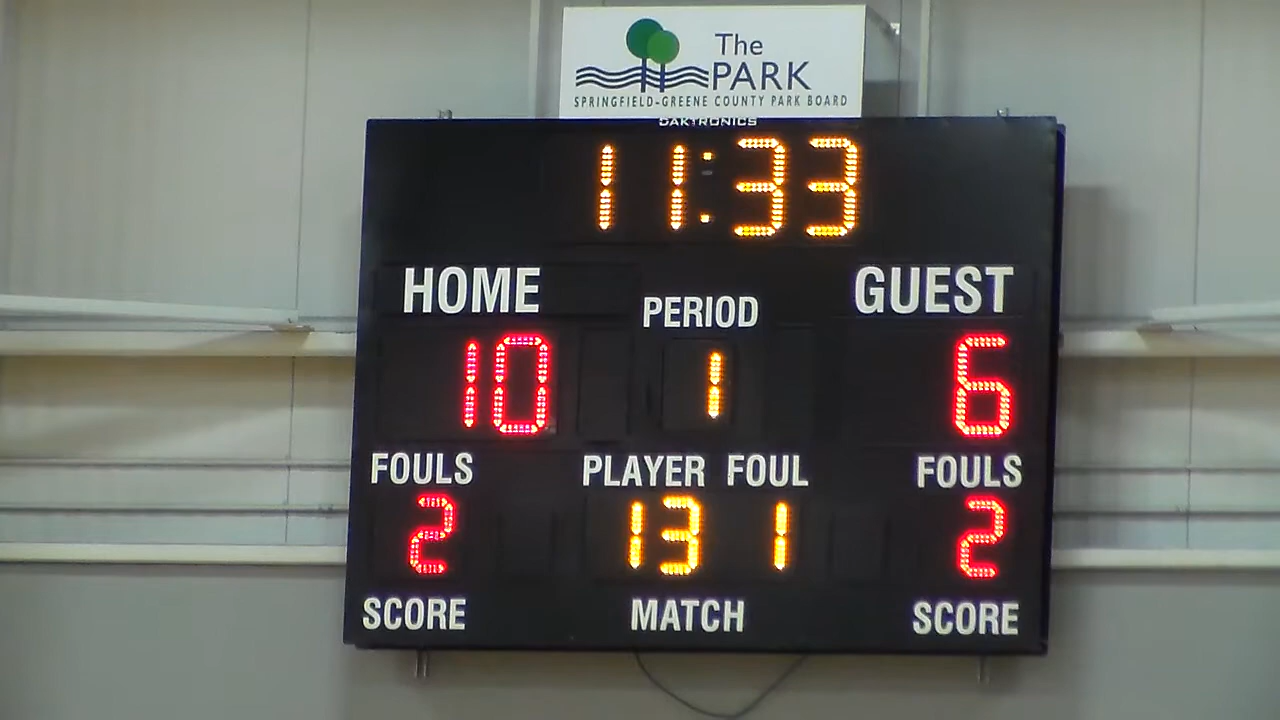 The
PARK
SPRINGFIELD-GREENE COUNTY PARK BOARD
DAKTRONICS
11:33
HOME PERIOD GUEST
10 1 6
FOULS PLAYER FOUL FOULS
2 13 1 2
SCORE MATCH SCORE